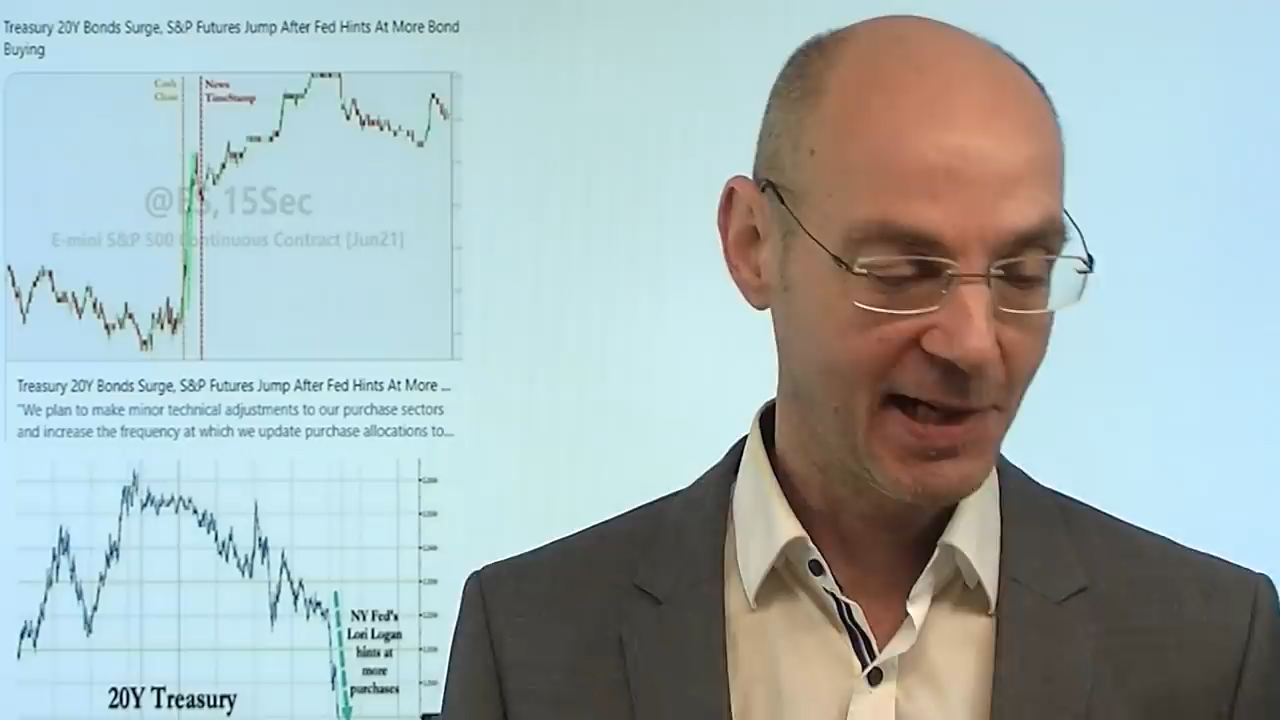 Treasury 20Y Bonds Surge, S&P Futures Jump After Fed Hints At More Bond
Buying
Cash
Close
News
TimeStamp
@ES,15Sec
E-mini S&P 500 Continuous Contract [Jun21]
Treasury 20Y Bonds Surge, S&P Futures Jump After Fed Hints At More ...
"We plan to make minor technical adjustments to our purchase sectors
and increase the frequency at which we update purchase allocations to...
NY Fed's
Lori Logan
hints at
more
purchases
20Y Treasury